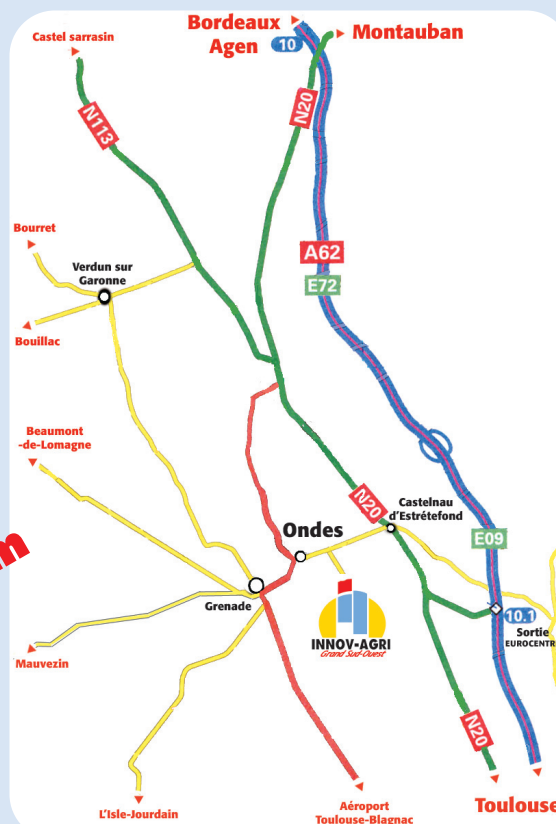 Bordeaux
Agen
10
Montauban
Castel sarrasin
N20
N113
Bourret
Verdun sur
Garonne
A62
E72
Bouillac
Beaumont
-de-Lomagne
N20
Castelnau
d'Estrétefond
Ondes
E09
Grenade
10.1
Sortie
EUROCENTR
INNOV-AGRI
Grand Sud-Ouest
Mauvezin
N20
L'Isle-Jourdain
Aéroport
Toulouse-Blagnac
Toulouse